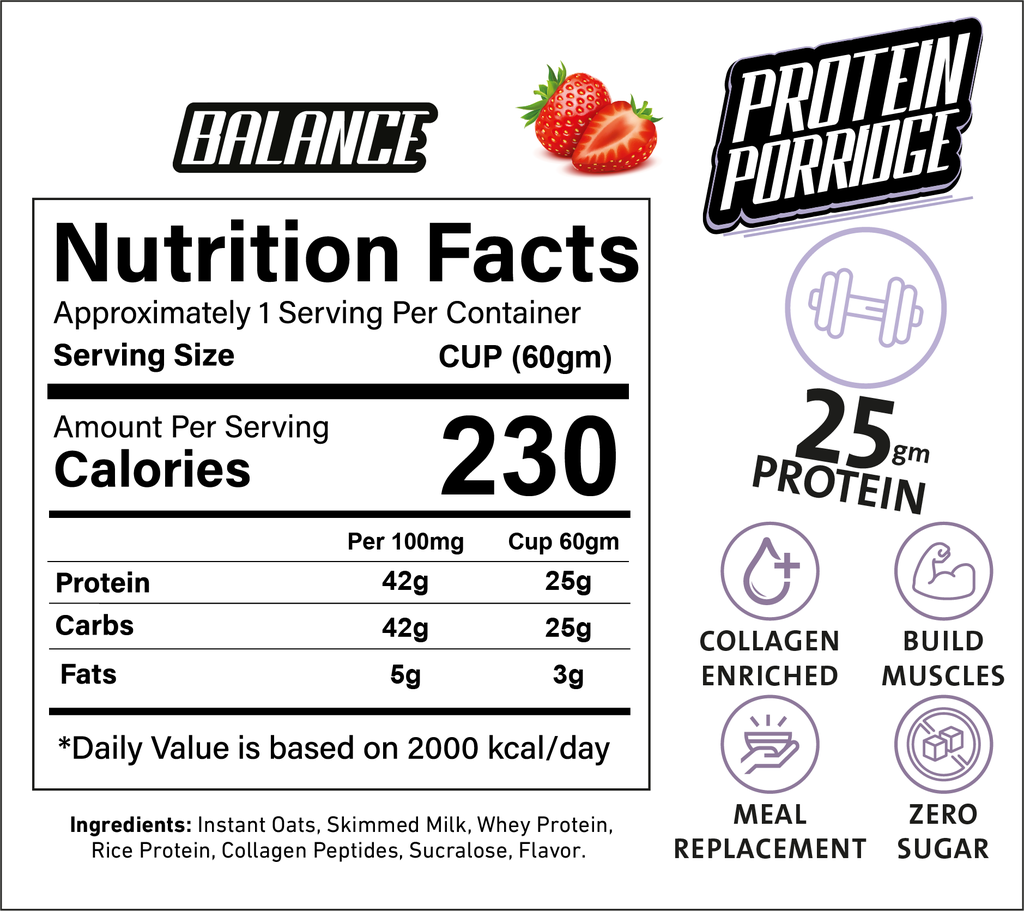 BALANCE
PROTEIN
PORRIDGE
Nutrition Facts
Approximately 1 Serving Per Container
Serving Size CUP (60gm)
Amount Per Serving
Calories 230
Per 100mg Cup 60gm
Protein 42g 25g
Carbs 42g 25g
Fats 5g 3g
*Daily Value is based on 2000 kcal/day
Ingredients: Instant Oats, Skimmed Milk, Whey Protein,
Rice Protein, Collagen Peptides, Sucralose, Flavor.
25gm
PROTEIN
COLLAGEN
ENRICHED
BUILD
MUSCLES
MEAL
REPLACEMENT
ZERO
SUGAR